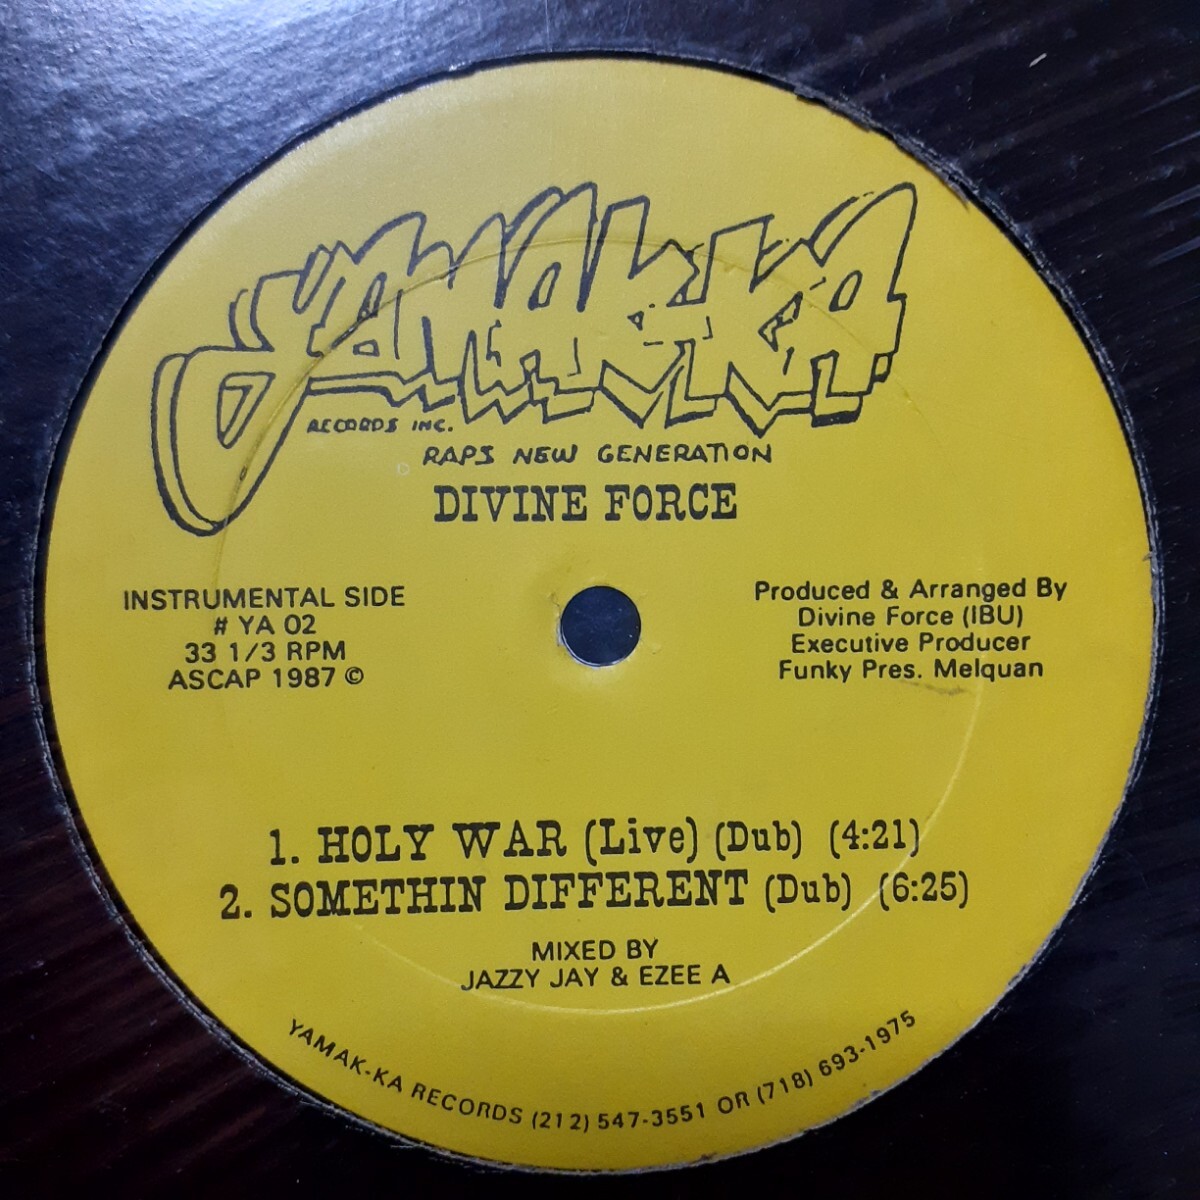 YAMAK-KA
RECORDS INC.
RAPS NEW GENERATION
DIVINE FORCE
INSTRUMENTAL SIDE
# YA 02
33 1/3 RPM
ASCAP 1987 ©
Produced & Arranged By
Divine Force (IBU)
Executive Producer
Funky Pres. Melquan
1. HOLY WAR (Live) (Dub) (4:21)
2. SOMETHIN DIFFERENT (Dub) (6:25)
MIXED BY
JAZZY JAY & EZEE A
YAMAK-KA RECORDS (212) 547-3551 OR (718) 693-1975